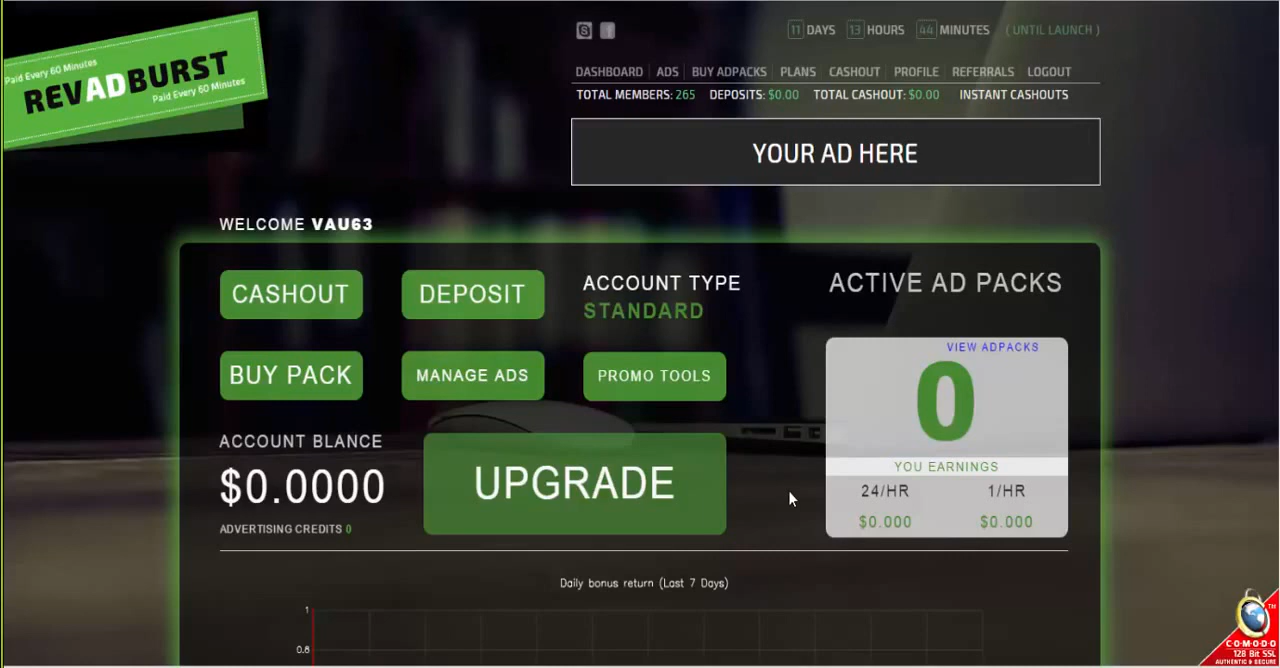 Paid Every 60 Minutes
REVADBURST
Paid Every 60 Minutes
11 DAYS 13 HOURS 44 MINUTES ( UNTIL LAUNCH )
DASHBOARD ADS BUY ADPACKS PLANS CASHOUT PROFILE REFERRALS LOGOUT
TOTAL MEMBERS: 265 DEPOSITS: $0.00 TOTAL CASHOUT: $0.00 INSTANT CASHOUTS
YOUR AD HERE
WELCOME VAU63
CASHOUT DEPOSIT ACCOUNT TYPE
STANDARD
ACTIVE AD PACKS
BUY PACK MANAGE ADS PROMO TOOLS
VIEW ADPACKS
0
YOU EARNINGS
24/HR 1/HR
$0.000 $0.000
ACCOUNT BLANCE
$0.0000
ADVERTISING CREDITS 0
UPGRADE
Daily bonus return (Last 7 Days)
1
0.8
COMODO
128 Bit SSL
AUTHENTIC & SECURE